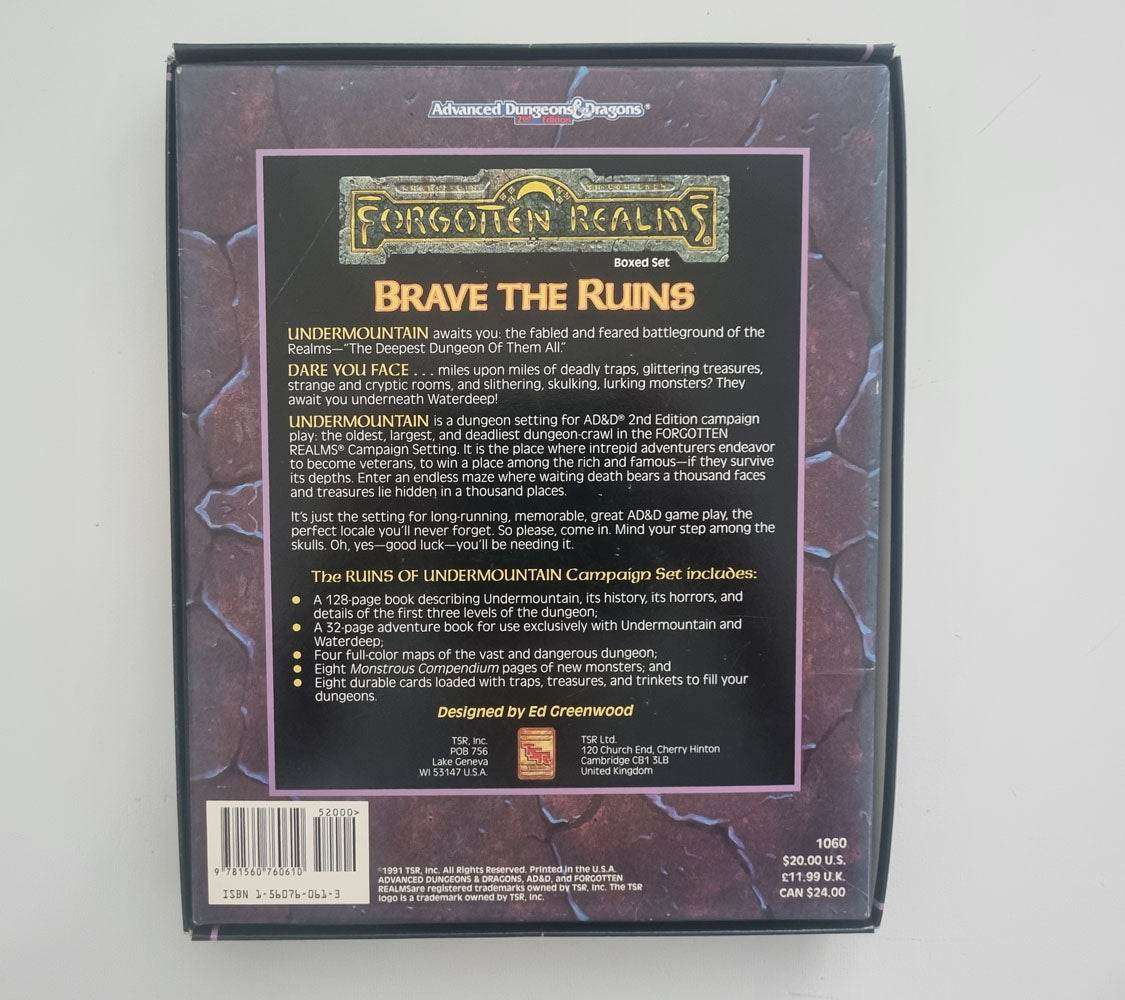 Advanced Dungeons & Dragons®
2nd Edition
FORGOTTEN REALMS®
Boxed Set
BRAVE THE RUINS
UNDERMOUNTAIN awaits you: the fabled and feared battleground of the
Realms—“The Deepest Dungeon Of Them All.”
DARE YOU FACE . . . miles upon miles of deadly traps, glittering treasures,
strange and cryptic rooms, and slithering, skulking, lurking monsters? They
await you underneath Waterdeep!
UNDERMOUNTAIN is a dungeon setting for AD&D® 2nd Edition campaign
play: the oldest, largest, and deadliest dungeon-crawl in the FORGOTTEN
REALMS® Campaign Setting. It is the place where intrepid adventurers endeavor
to become veterans, to win a place among the rich and famous—if they survive
its depths. Enter an endless maze where waiting death bears a thousand faces
and treasures lie hidden in a thousand places.
It's just the setting for long-running, memorable, great AD&D game play, the
perfect locale you'll never forget. So please, come in. Mind your step among the
skulls. Oh, yes—good luck—you'll be needing it.
The RUINS OF UNDERMOUNTAIN Campaign Set includes:
● A 128-page book describing Undermountain, its history, its horrors, and
details of the first three levels of the dungeon;
● A 32-page adventure book for use exclusively with Undermountain and
Waterdeep;
● Four full-color maps of the vast and dangerous dungeon;
● Eight Monstrous Compendium pages of new monsters; and
● Eight durable cards loaded with traps, treasures, and trinkets to fill your
dungeons.
Designed by Ed Greenwood
TSR, Inc.
POB 756
Lake Geneva
WI 53147 U.S.A.
TSR
TSR Ltd.
120 Church End, Cherry Hinton
Cambridge CB1 3LB
United Kingdom
52000>
9 781560 760610
ISBN 1-56076-061-3
©1991 TSR, Inc. All Rights Reserved. Printed in the U.S.A.
ADVANCED DUNGEONS & DRAGONS, AD&D, and FORGOTTEN
REALMSare registered trademarks owned by TSR, Inc. The TSR
logo is a trademark owned by TSR, Inc.
1060
$20.00 U.S.
£11.99 U.K.
CAN $24.00